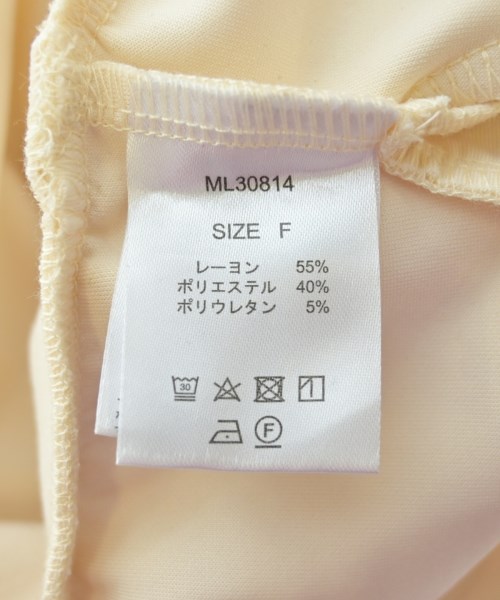 ML30814
SIZE F
レーヨン 55%
ポリエステル 40%
ポリウレタン 5%
30
F